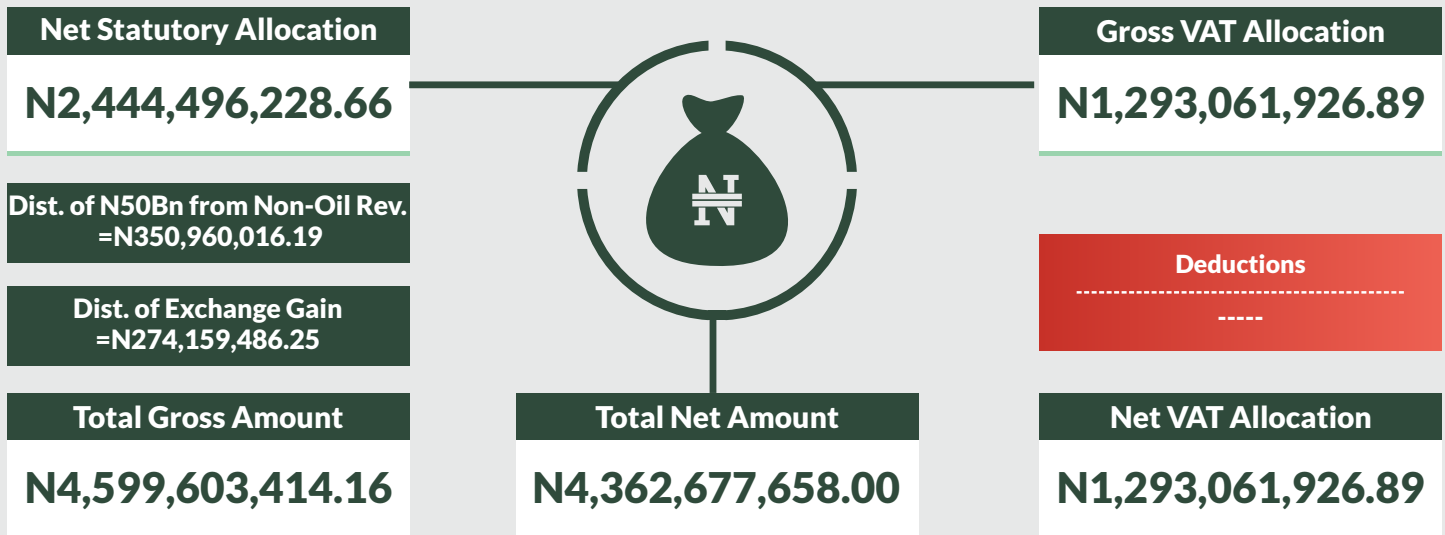 Net Statutory Allocation
N2,444,496,228.66
Dist. of N50Bn from Non-Oil Rev.
=N350,960,016.19
Dist. of Exchange Gain
=N274,159,486.25
Total Gross Amount
N4,599,603,414.16
₦
Total Net Amount
N4,362,677,658.00
Gross VAT Allocation
N1,293,061,926.89
Deductions
-----
Net VAT Allocation
N1,293,061,926.89